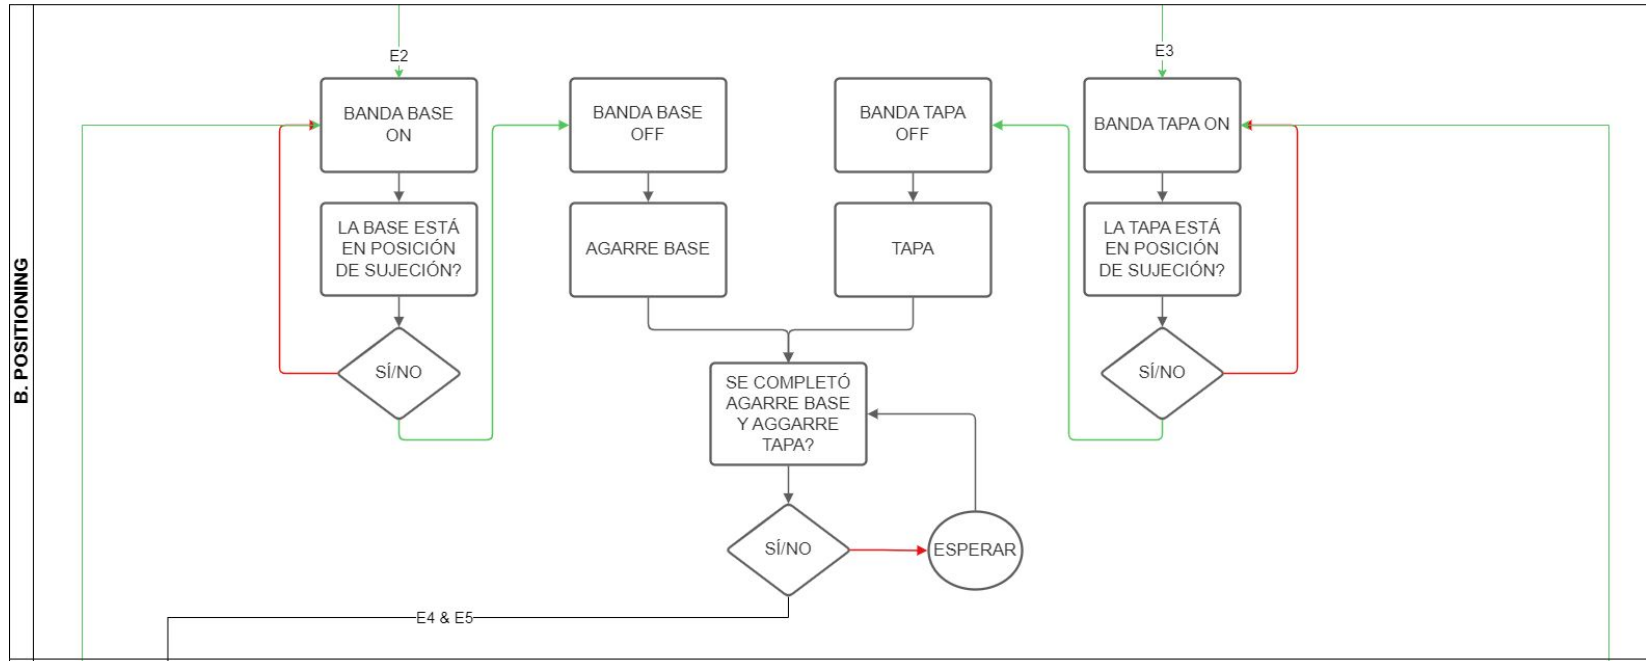 B. POSITIONING
E2
E3
BANDA BASE
ON
BANDA BASE
OFF
BANDA TAPA
OFF
BANDA TAPA ON
LA BASE ESTÁ
EN POSICIÓN
DE SUJECIÓN?
AGARRE BASE
TAPA
LA TAPA ESTÁ
EN POSICIÓN
DE SUJECIÓN?
SÍ/NO
SÍ/NO
SE COMPLETÓ
AGARRE BASE
Y AGGARRE
TAPA?
SÍ/NO
ESPERAR
E4 & E5